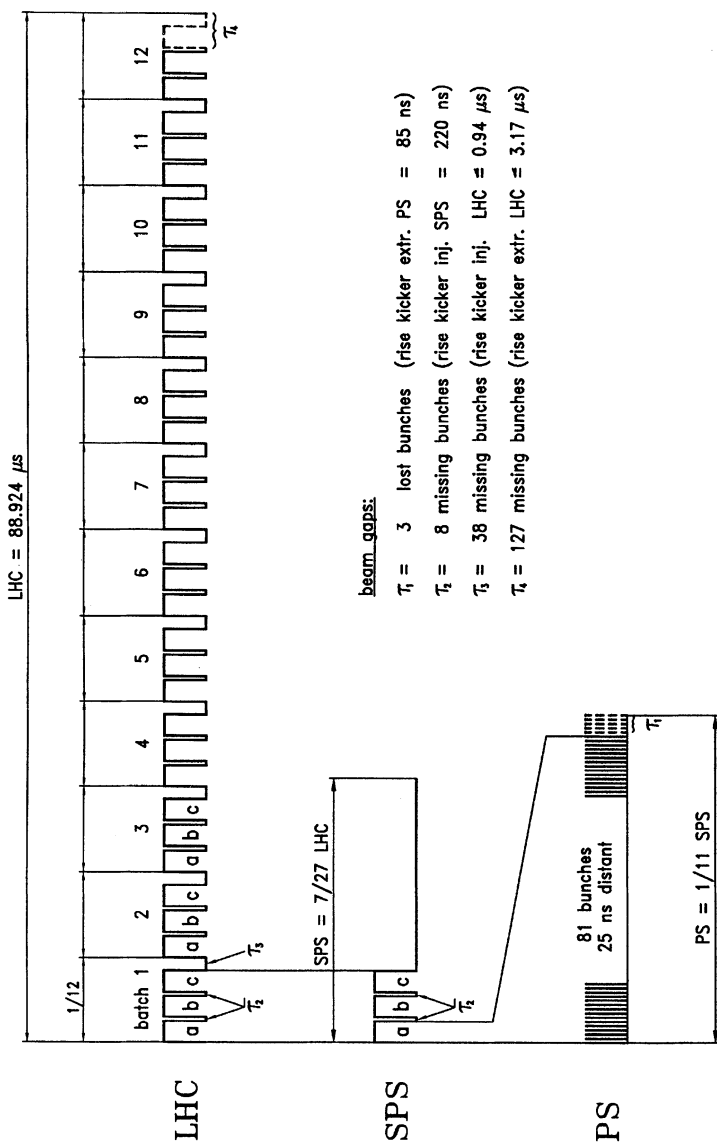 LHC = 88.924 μs
1/12
batch 1 2 3 4 5 6 7 8 9 10 11 12
a b c a b c a b c
τ₂ τ₃ τ₄
LHC
SPS = 7/27 LHC
a b c
τ₂
SPS
beam gaps:
τ₁ = 3 lost bunches (rise kicker extr. PS = 85 ns)
τ₂ = 8 missing bunches (rise kicker inj. SPS = 220 ns)
τ₃ = 38 missing bunches (rise kicker inj. LHC ≤ 0.94 μs)
τ₄ = 127 missing bunches (rise kicker extr. LHC ≤ 3.17 μs)
81 bunches
25 ns distant
τ₁
PS = 1/11 SPS
PS